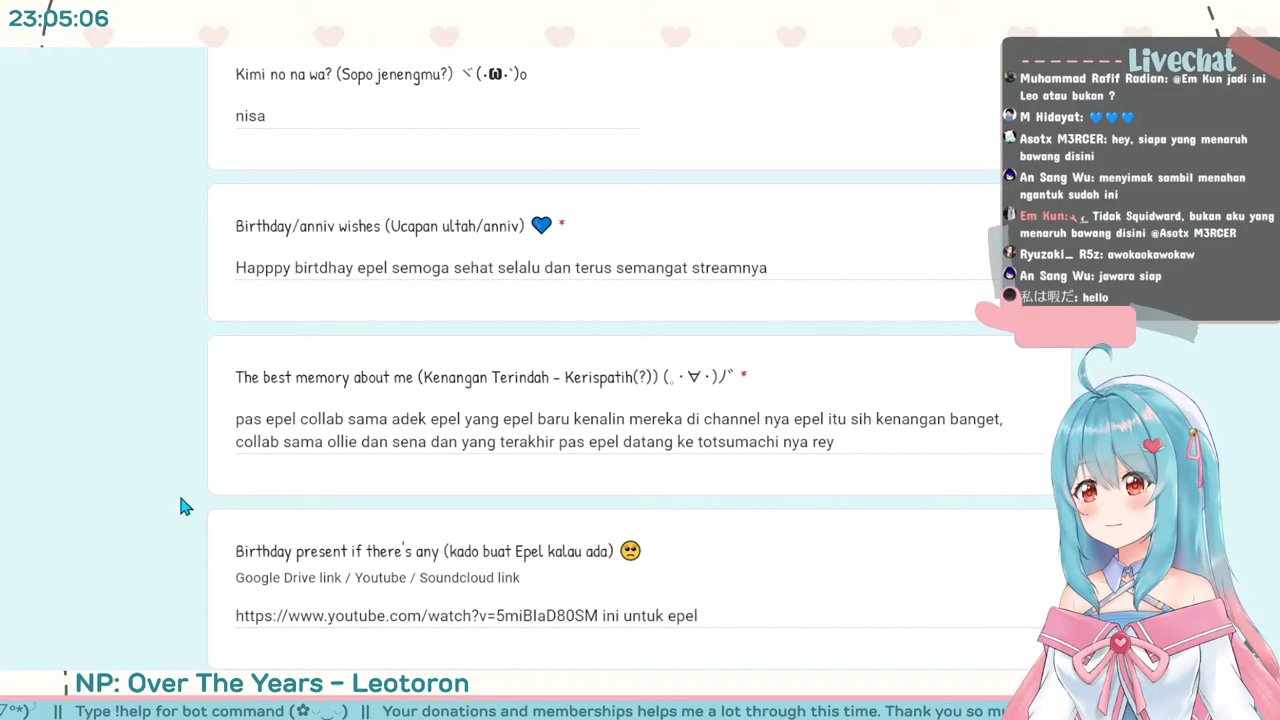 23:05:06
Kimi no na wa? (Sopo jenengmu?) ヾ(･ω･`)o
nisa
Birthday/anniv wishes (Ucapan ultah/anniv) 💙 *
Happpy birtdhay epel semoga sehat selalu dan terus semangat streamnya
The best memory about me (Kenangan Terindah - Kerispatih(?)) (｡･∀･)ﾉﾞ *
pas epel collab sama adek epel yang epel baru kenalin mereka di channel nya epel itu sih kenangan banget,
collab sama ollie dan sena dan yang terakhir pas epel datang ke totsumachi nya rey
Birthday present if there's any (kado buat Epel kalau ada) 🥺
Google Drive link / Youtube / Soundcloud link
https://www.youtube.com/watch?v=5miBIaD80SM ini untuk epel
Livechat
Muhammad Rafif Radian: @Em Kun jadi ini
Leo atau bukan ?
M Hidayat: 💙💙💙
Asotx M3RCER: hey, siapa yang menaruh
bawang disini
An Sang Wu: menyimak sambil menahan
ngantuk sudah ini
Em Kun: Tidak Squidward, bukan aku yang
menaruh bawang disini @Asotx M3RCER
Ryuzaki_ R5z: awokaokawokaw
An Sang Wu: jawara siap
私は暇だ: hello
NP: Over The Years - Leotoron
▽°*)╯ || Type !help for bot command (✿◡‿◡) || Your donations and memberships helps me a lot through this time. Thank you so